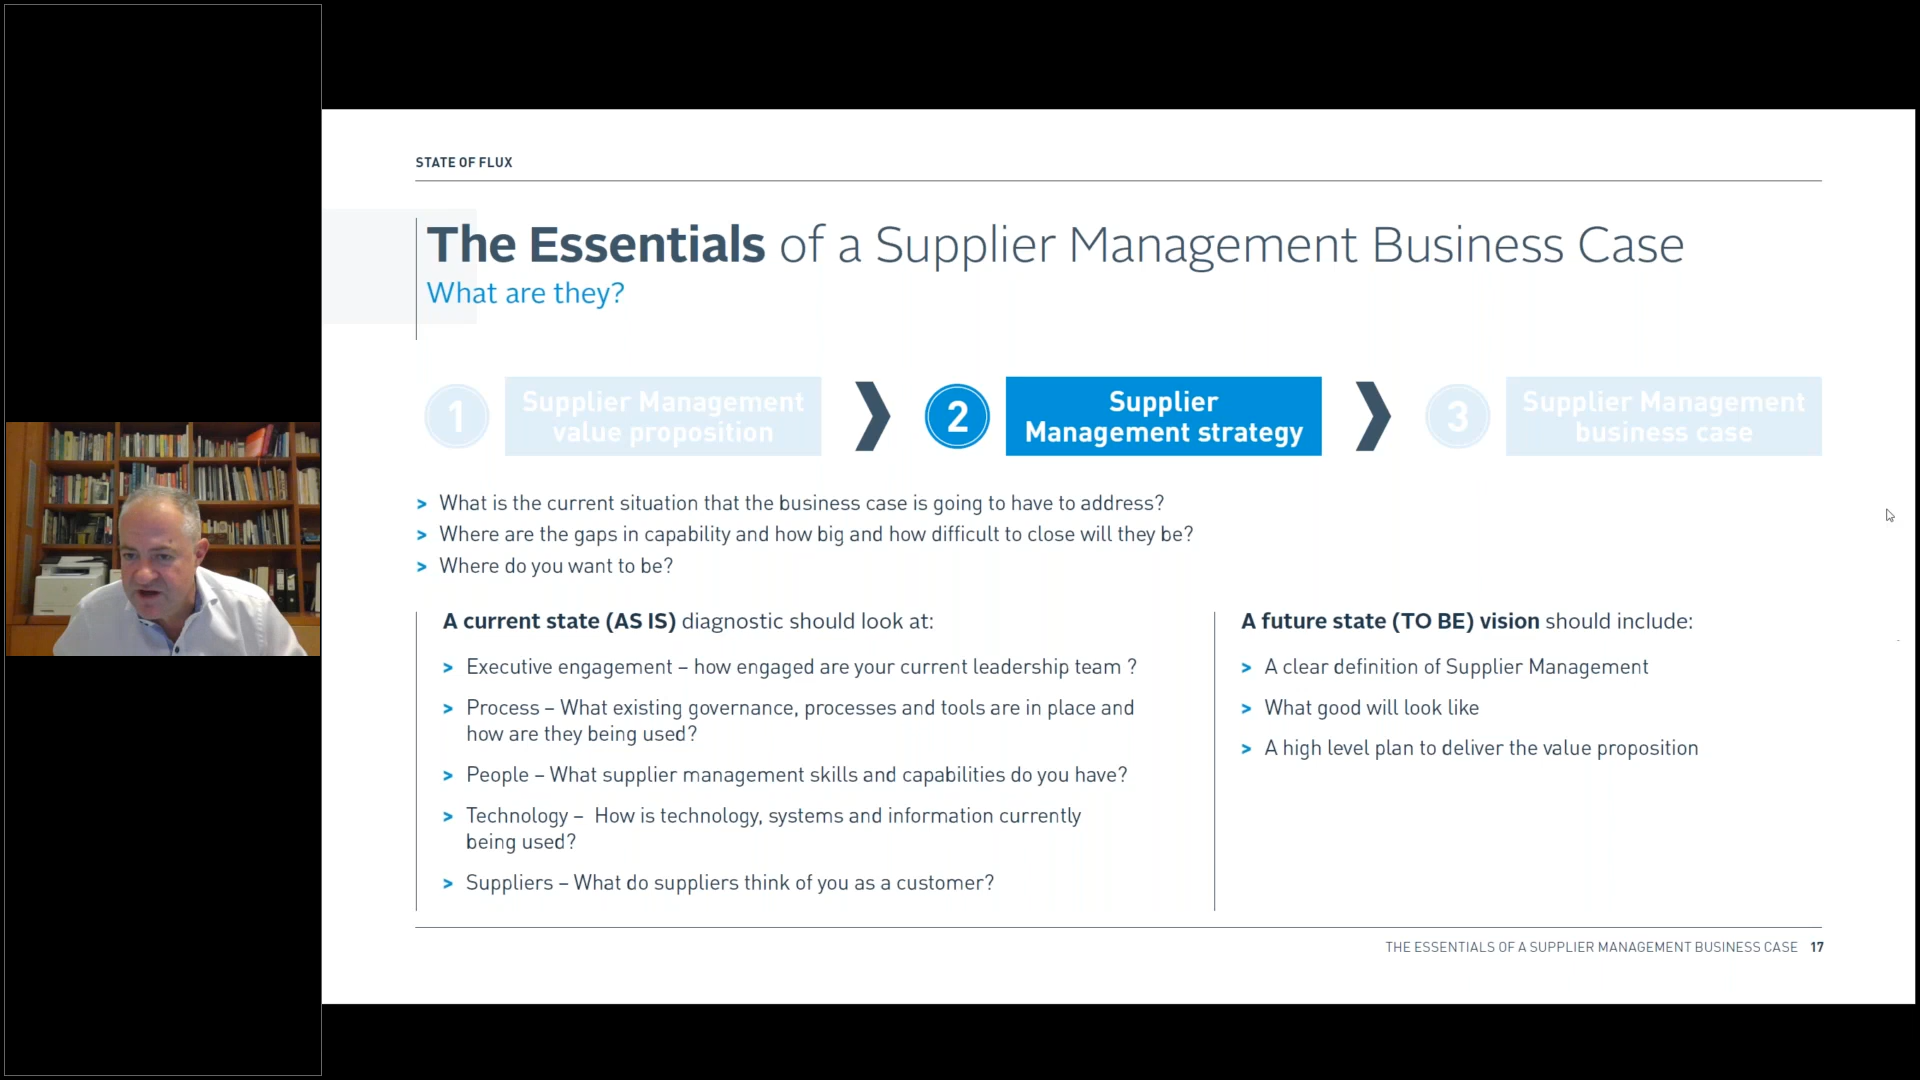 STATE OF FLUX
The Essentials of a Supplier Management Business Case
What are they?
1
Supplier Management
value proposition
2
Supplier
Management strategy
3
Supplier Management
business case
> What is the current situation that the business case is going to have to address?
> Where are the gaps in capability and how big and how difficult to close will they be?
> Where do you want to be?
A current state (AS IS) diagnostic should look at:
> Executive engagement – how engaged are your current leadership team ?
> Process – What existing governance, processes and tools are in place and
how are they being used?
> People – What supplier management skills and capabilities do you have?
> Technology –  How is technology, systems and information currently
being used?
> Suppliers – What do suppliers think of you as a customer?
A future state (TO BE) vision should include:
> A clear definition of Supplier Management
> What good will look like
> A high level plan to deliver the value proposition
THE ESSENTIALS OF A SUPPLIER MANAGEMENT BUSINESS CASE 17